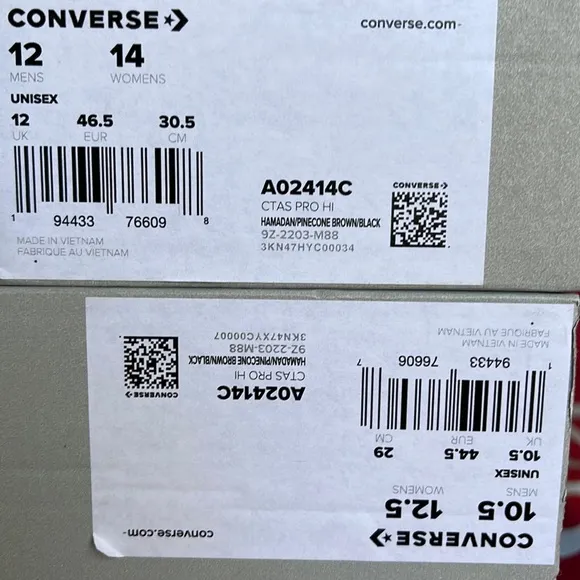 CONVERSE
converse.com-
12 14
MENS WOMENS
UNISEX
12 46.5 30.5
UK EUR CM
1 94433 76609 8
MADE IN VIETNAM
FABRIQUE AU VIETNAM
A02414C
CTAS PRO HI
HAMADAN/PINECONE BROWN/BLACK
9Z-2203-M88
3KN47HYC00034
CONVERSE
CONVERSE
converse.com-
10.5 12.5
MENS WOMENS
UNISEX
10.5 44.5 29
UK EUR CM
1 94433 76606 7
MADE IN VIETNAM
FABRIQUE AU VIETNAM
A02414C
CTAS PRO HI
HAMADAN/PINECONE BROWN/BLACK
9Z-2203-M88
3KN47XYC00007
CONVERSE